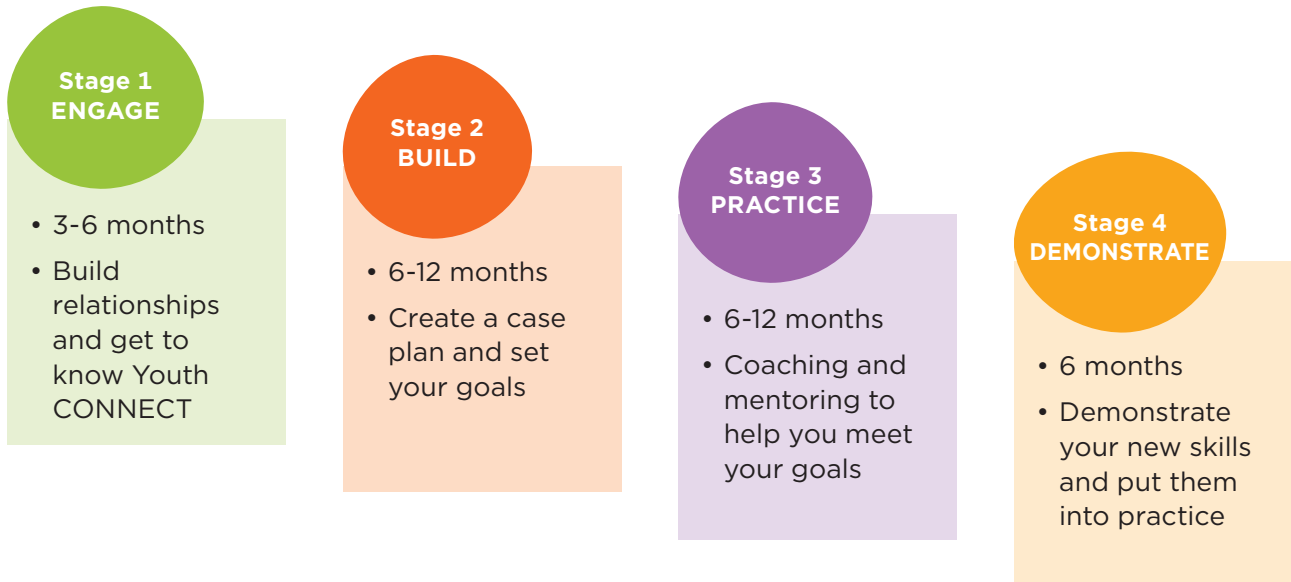 Stage 1
ENGAGE
• 3-6 months
• Build
relationships
and get to
know Youth
CONNECT
Stage 2
BUILD
• 6-12 months
• Create a case
plan and set
your goals
Stage 3
PRACTICE
• 6-12 months
• Coaching and
mentoring to
help you meet
your goals
Stage 4
DEMONSTRATE
• 6 months
• Demonstrate
your new skills
and put them
into practice